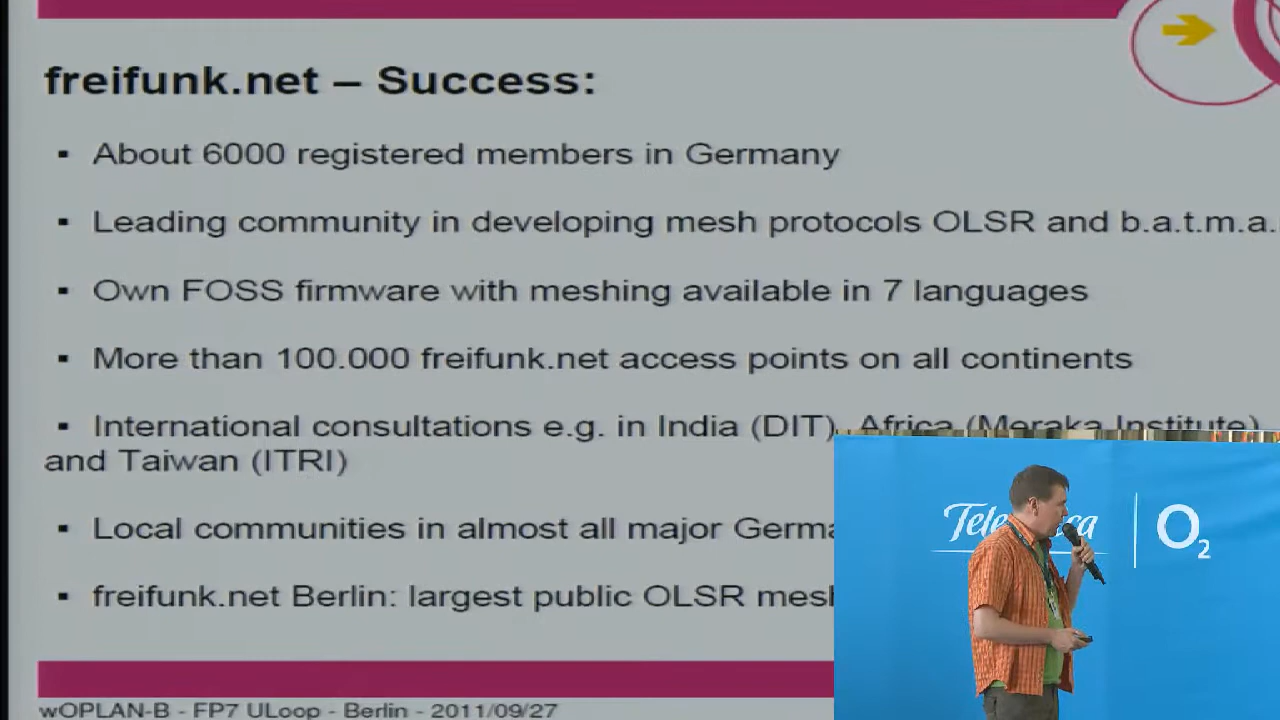 freifunk.net – Success:
▪ About 6000 registered members in Germany
▪ Leading community in developing mesh protocols OLSR and b.a.t.m.a.
▪ Own FOSS firmware with meshing available in 7 languages
▪ More than 100.000 freifunk.net access points on all continents
▪ International consultations e.g. in India (DIT), Africa (Meraka Institute)
and Taiwan (ITRI)
▪ Local communities in almost all major Germa
▪ freifunk.net Berlin: largest public OLSR mesh
wOPLAN-B - FP7 ULoop - Berlin - 2011/09/27
O2